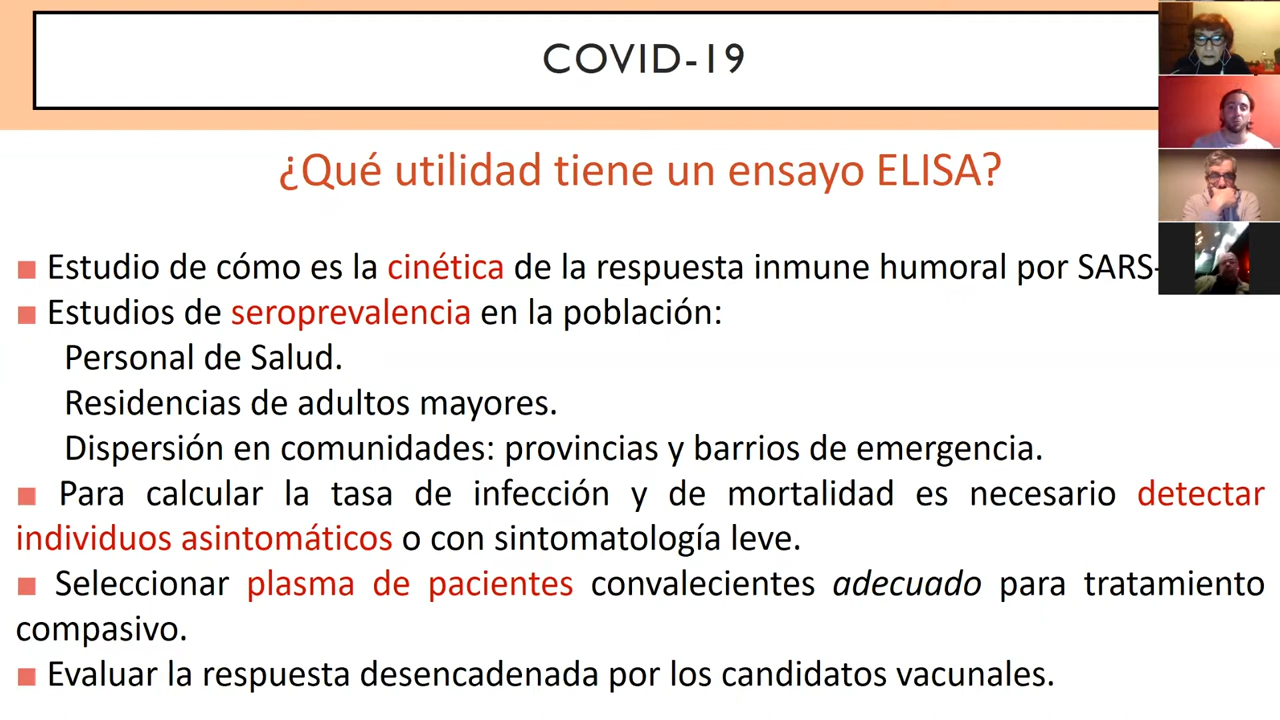 COVID-19
¿Qué utilidad tiene un ensayo ELISA?
■ Estudio de cómo es la cinética de la respuesta inmune humoral por SARS-
■ Estudios de seroprevalencia en la población:
Personal de Salud.
Residencias de adultos mayores.
Dispersión en comunidades: provincias y barrios de emergencia.
■ Para calcular la tasa de infección y de mortalidad es necesario detectar
individuos asintomáticos o con sintomatología leve.
■ Seleccionar plasma de pacientes convalecientes adecuado para tratamiento
compasivo.
■ Evaluar la respuesta desencadenada por los candidatos vacunales.